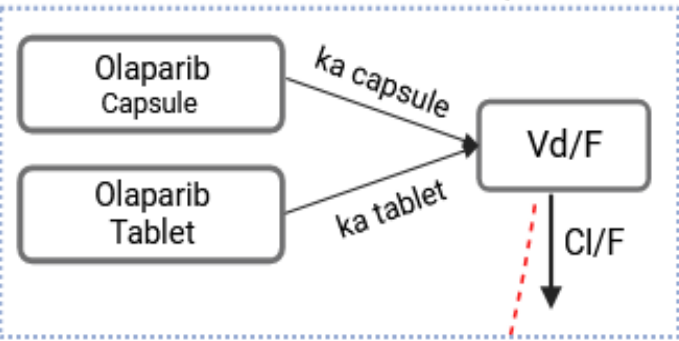 Olaparib
Capsule
ka capsule
Vd/F
Olaparib
Tablet
ka tablet
Cl/F